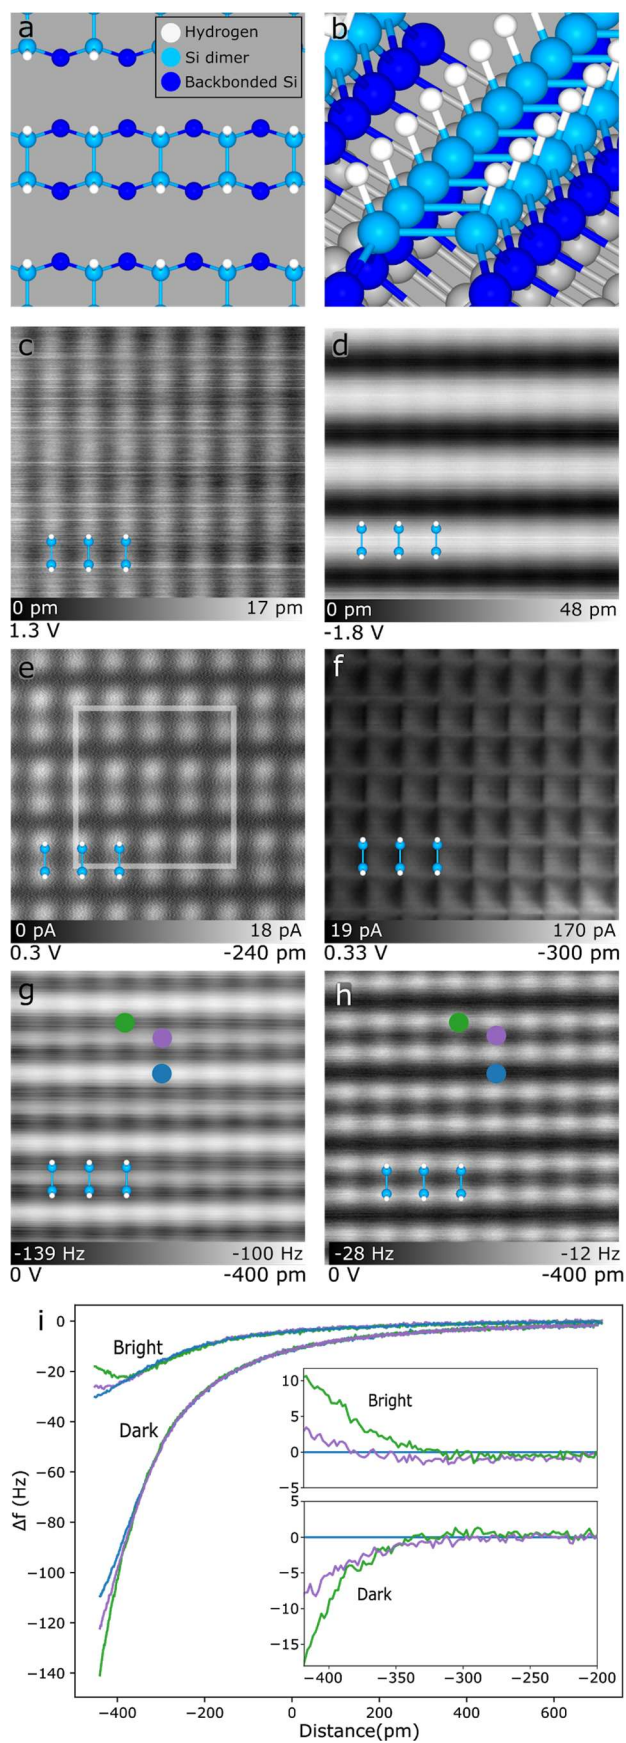 a
Hydrogen
Si dimer
Backbonded Si
b
c
0 pm 17 pm
1.3 V
d
0 pm 48 pm
-1.8 V
e
0 pA 18 pA
0.3 V -240 pm
f
19 pA 170 pA
0.33 V -300 pm
g
-139 Hz -100 Hz
0 V -400 pm
h
-28 Hz -12 Hz
0 V -400 pm
i
Bright
Dark
Δf (Hz)
0
−20
−40
−60
−80
−100
−120
−140
Bright
10
5
0
−5
Dark
5
0
−5
−10
−15
−400 −350 −300 −250 −200
−400 −200 0 200 400 600
Distance(pm)